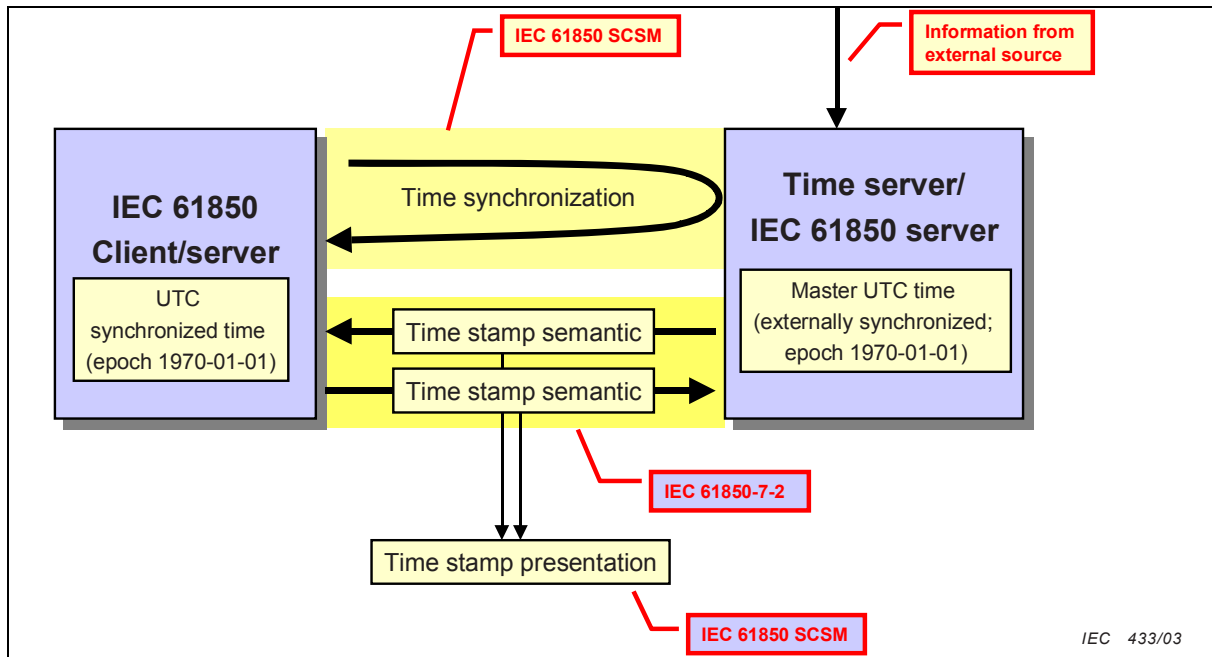 IEC 61850 SCSM
Information from
external source
IEC 61850
Client/server
UTC
synchronized time
(epoch 1970-01-01)
Time synchronization
Time server/
IEC 61850 server
Master UTC time
(externally synchronized;
epoch 1970-01-01)
Time stamp semantic
Time stamp semantic
IEC 61850-7-2
Time stamp presentation
IEC 61850 SCSM
IEC 433/03